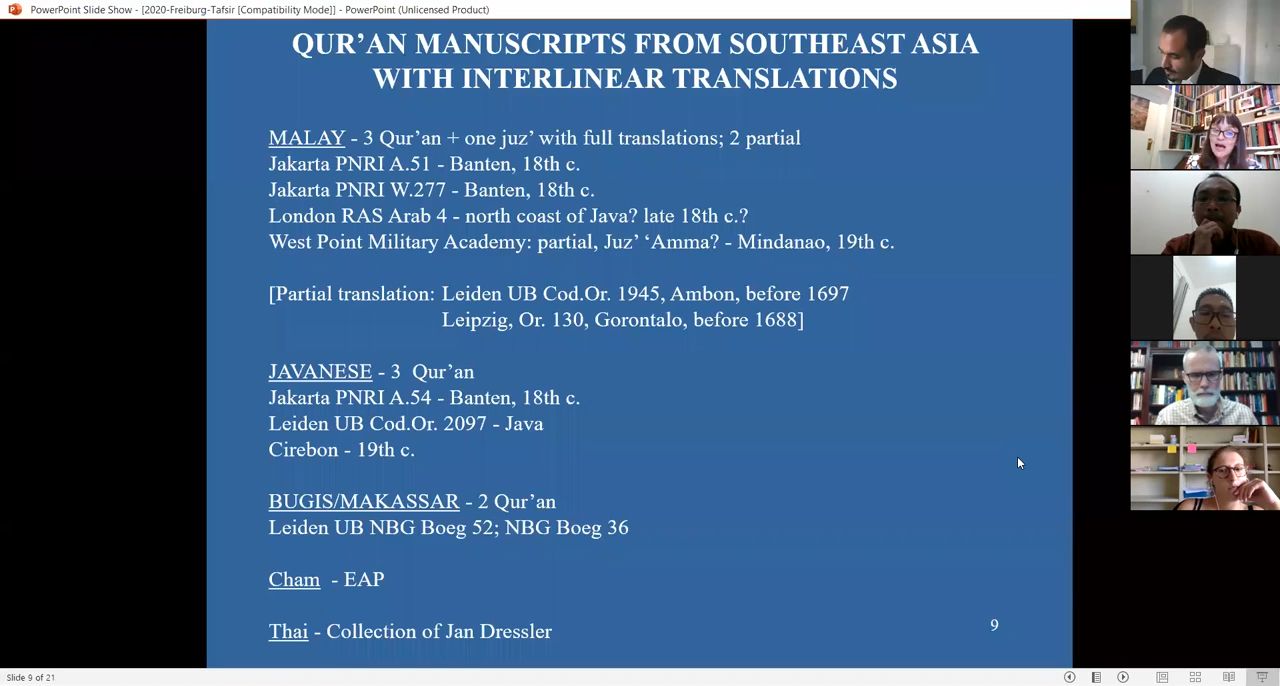 PowerPoint Slide Show - [2020-Freiburg-Tafsir [Compatibility Mode]] - PowerPoint (Unlicensed Product)
QUR’AN MANUSCRIPTS FROM SOUTHEAST ASIA
WITH INTERLINEAR TRANSLATIONS
MALAY - 3 Qur’an + one juz’ with full translations; 2 partial
Jakarta PNRI A.51 - Banten, 18th c.
Jakarta PNRI W.277 - Banten, 18th c.
London RAS Arab 4 - north coast of Java? late 18th c.?
West Point Military Academy: partial, Juz’ ‘Amma? - Mindanao, 19th c.
[Partial translation: Leiden UB Cod.Or. 1945, Ambon, before 1697
Leipzig, Or. 130, Gorontalo, before 1688]
JAVANESE - 3 Qur’an
Jakarta PNRI A.54 - Banten, 18th c.
Leiden UB Cod.Or. 2097 - Java
Cirebon - 19th c.
BUGIS/MAKASSAR - 2 Qur’an
Leiden UB NBG Boeg 52; NBG Boeg 36
Cham - EAP
Thai - Collection of Jan Dressler
9
Slide 9 of 21